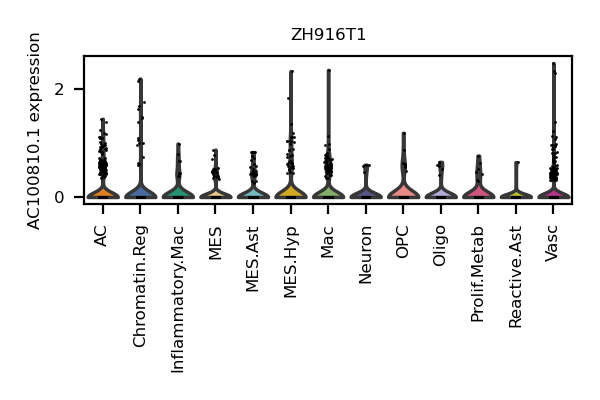 ZH916T1
AC100810.1 expression
2
0
AC
Chromatin.Reg
Inflammatory.Mac
MES
MES.Ast
MES.Hyp
Mac
Neuron
OPC
Oligo
Prolif.Metab
Reactive.Ast
Vasc